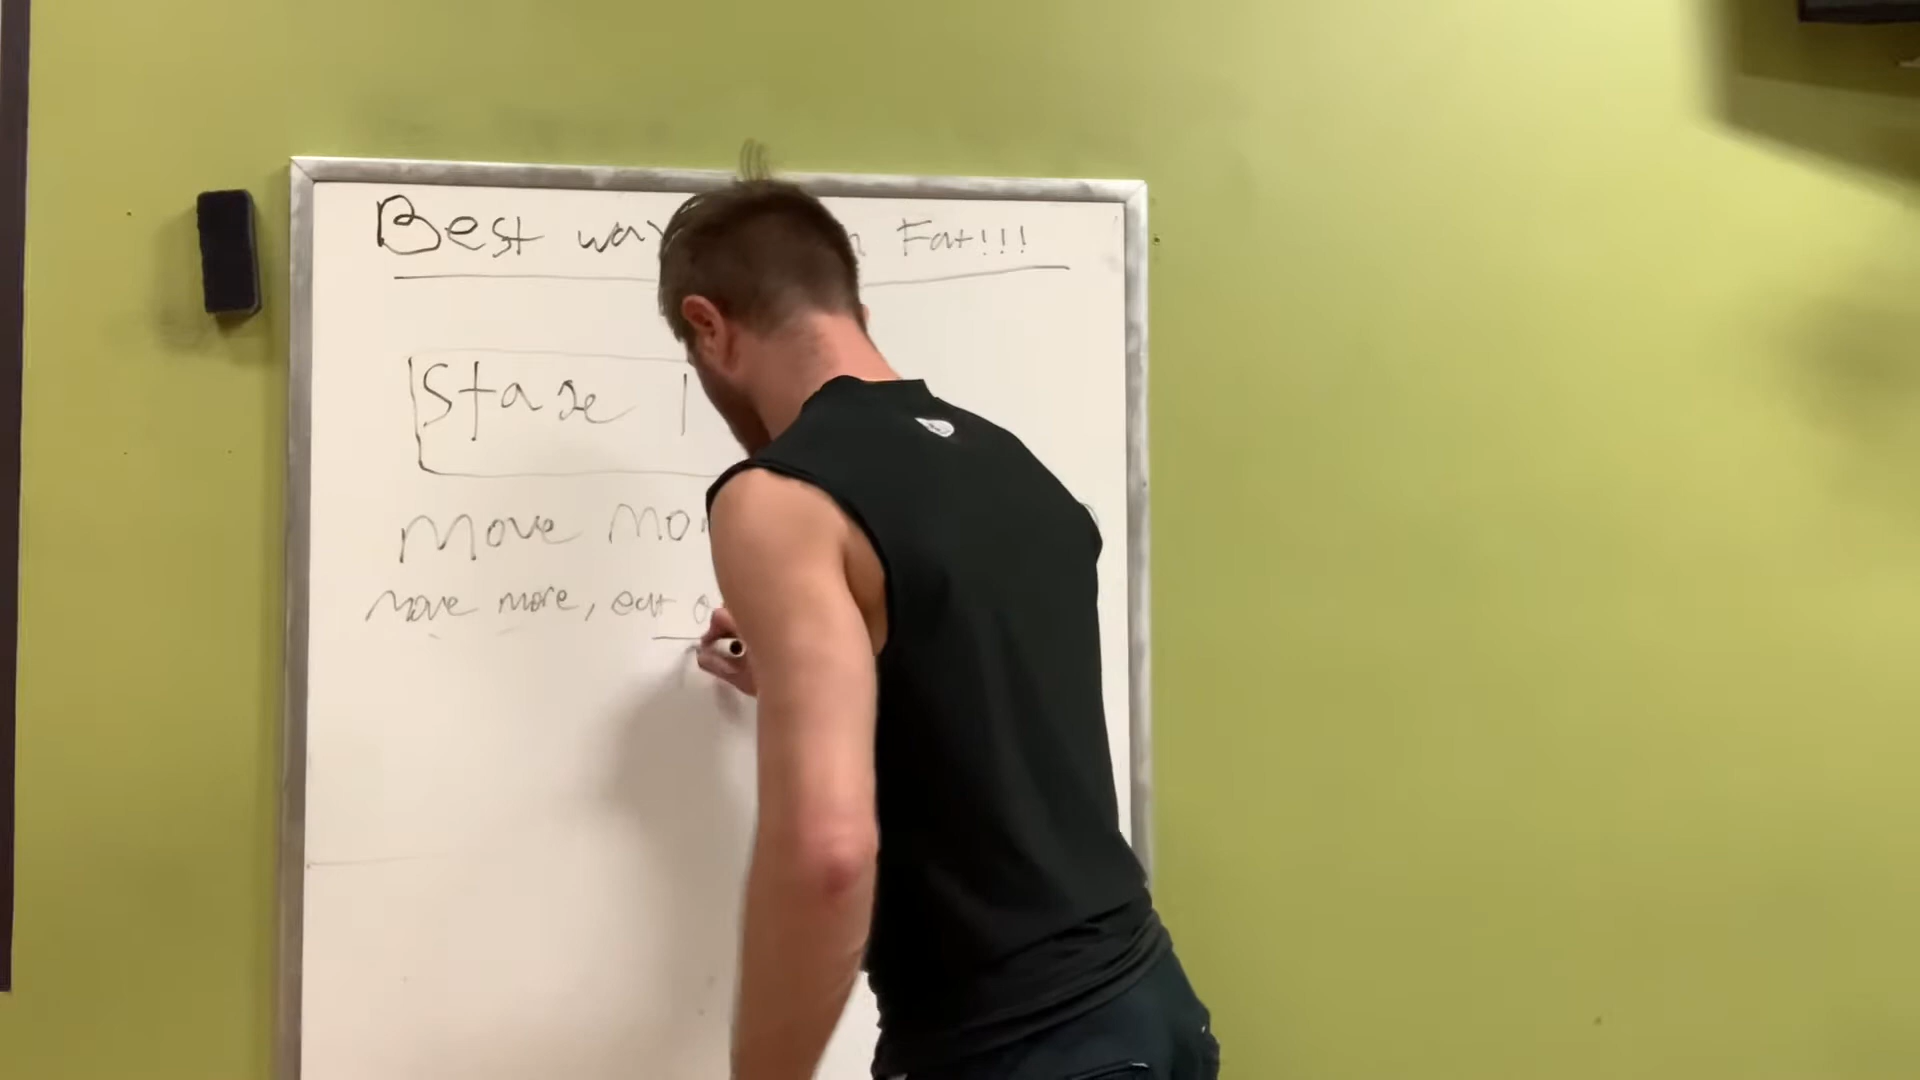 Best way Fat!!!
Stage 1
Move mo
move more, eat